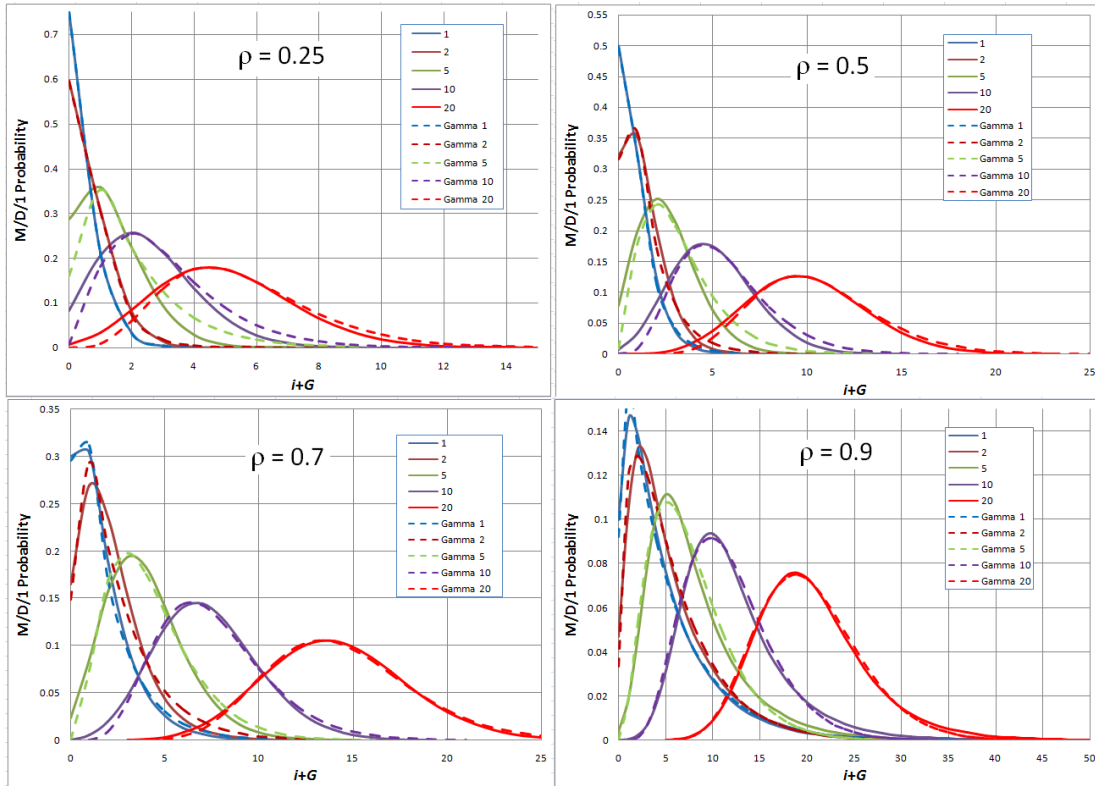 ρ = 0.25
M/D/1 Probability
0.7
0.6
0.5
0.4
0.3
0.2
0.1
0
0 2 4 6 8 10 12 14
i+G
1
2
5
10
20
Gamma 1
Gamma 2
Gamma 5
Gamma 10
Gamma 20
ρ = 0.5
M/D/1 Probability
0.55
0.5
0.45
0.4
0.35
0.3
0.25
0.2
0.15
0.1
0.05
0
0 5 10 15 20 25
i+G
1
2
5
10
20
Gamma 1
Gamma 2
Gamma 5
Gamma 10
Gamma 20
ρ = 0.7
M/D/1 Probability
0.35
0.3
0.25
0.2
0.15
0.1
0.05
0
0 5 10 15 20 25
i+G
1
2
5
10
20
Gamma 1
Gamma 2
Gamma 5
Gamma 10
Gamma 20
ρ = 0.9
M/D/1 Probability
0.14
0.12
0.1
0.08
0.06
0.04
0.02
0
0 5 10 15 20 25 30 35 40 45 50
i+G
1
2
5
10
20
Gamma 1
Gamma 2
Gamma 5
Gamma 10
Gamma 20